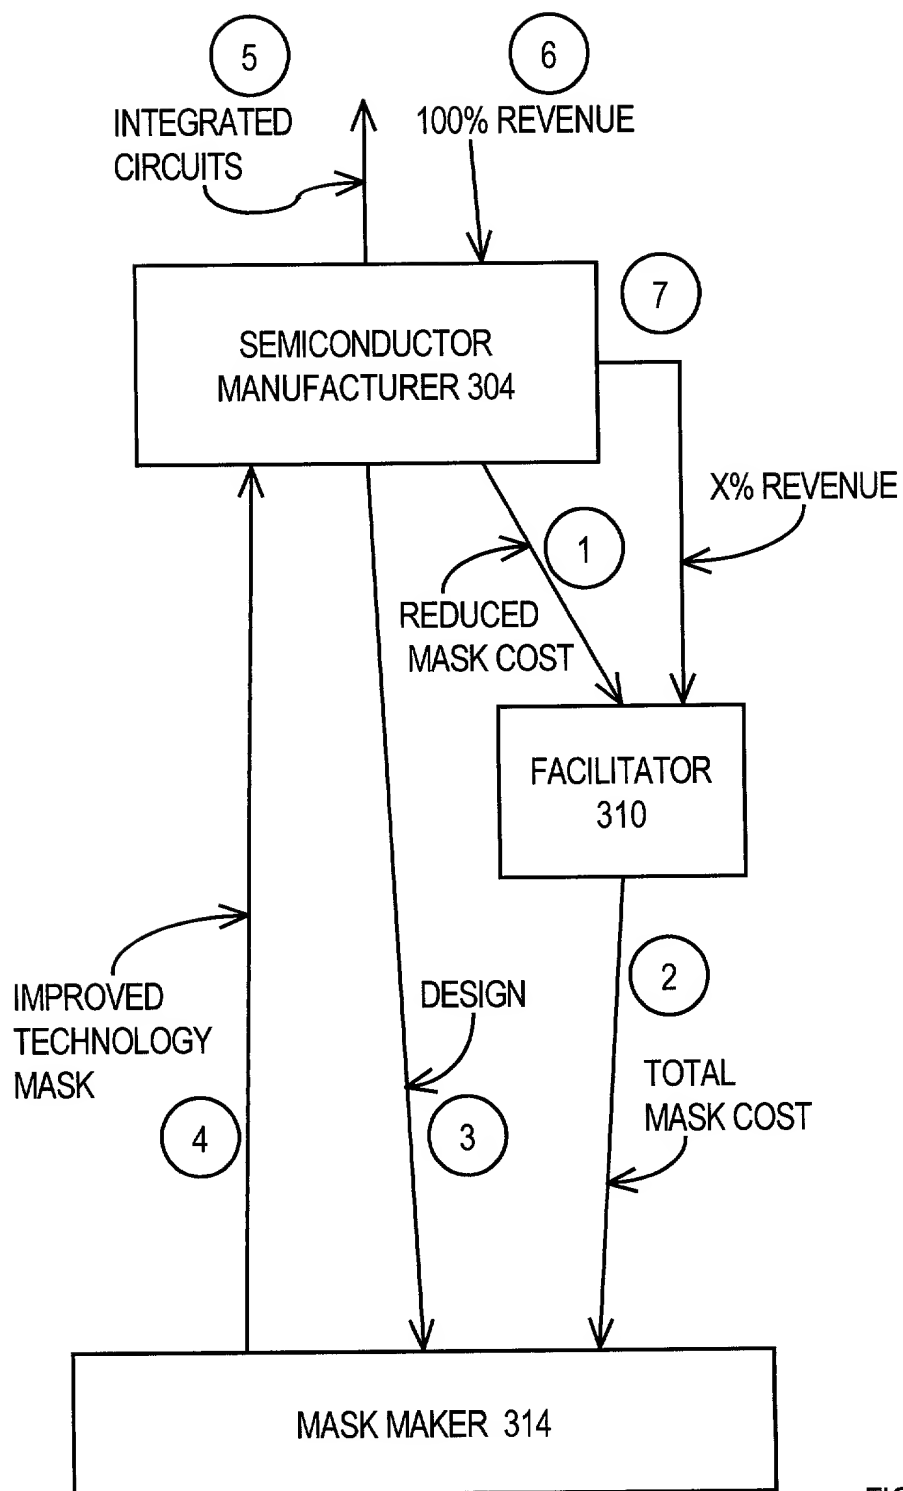 5
6
INTEGRATED
CIRCUITS
100% REVENUE
7
SEMICONDUCTOR
MANUFACTURER 304
X% REVENUE
1
REDUCED
MASK COST
FACILITATOR
310
2
IMPROVED
TECHNOLOGY
MASK
DESIGN
TOTAL
MASK COST
4
3
MASK MAKER 314